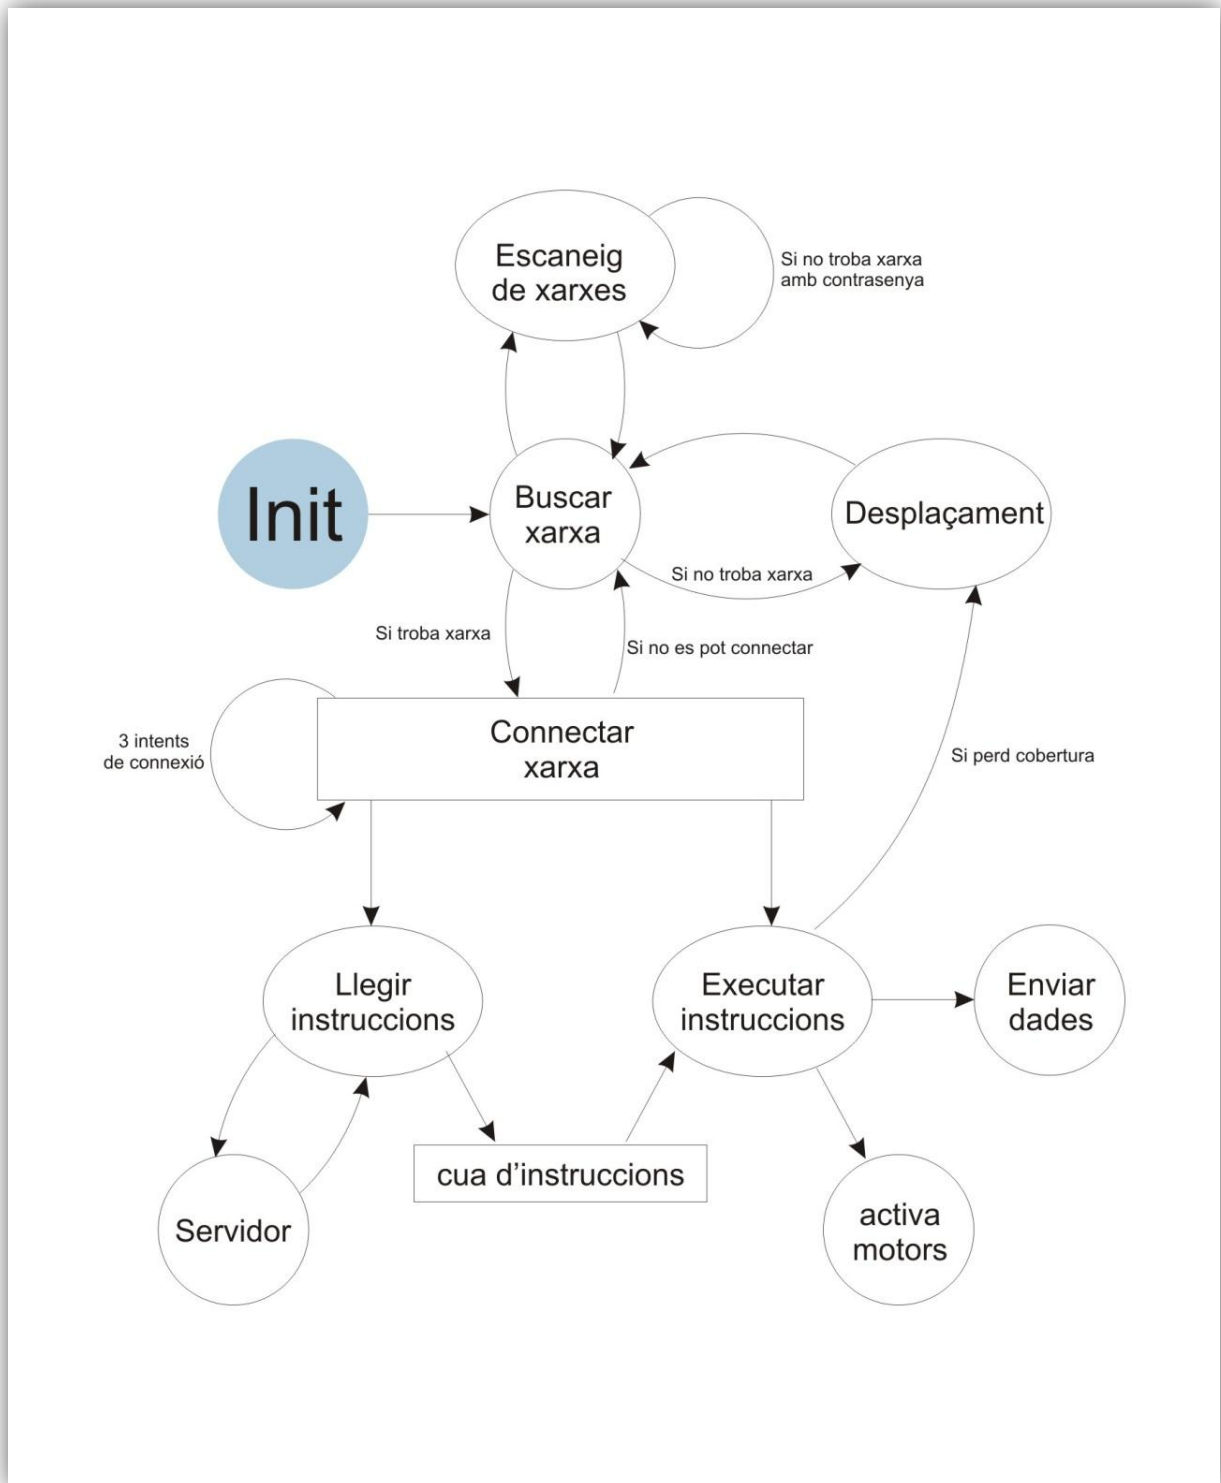 Escaneig
de xarxes
Si no troba xarxa
amb contrasenya
Init
Buscar
xarxa
Desplaçament
Si no troba xarxa
Si troba xarxa
Si no es pot connectar
Connectar
xarxa
3 intents
de connexió
Si perd cobertura
Llegir
instruccions
Executar
instruccions
Enviar
dades
cua d’instruccions
Servidor
activa
motors